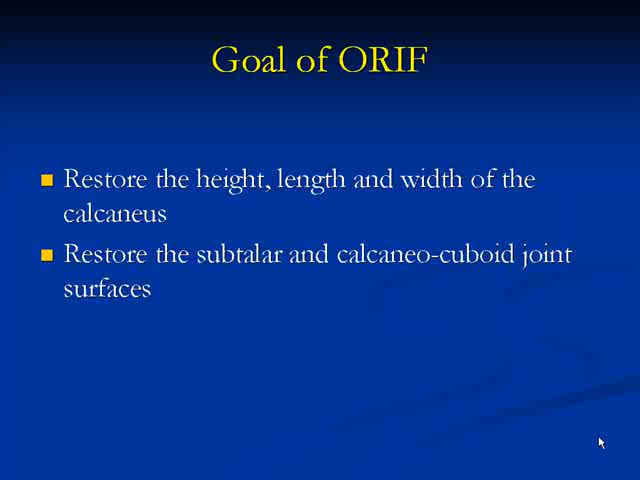 Goal of ORIF
Restore the height, length and width of the
calcaneus
Restore the subtalar and calcaneo-cuboid joint
surfaces